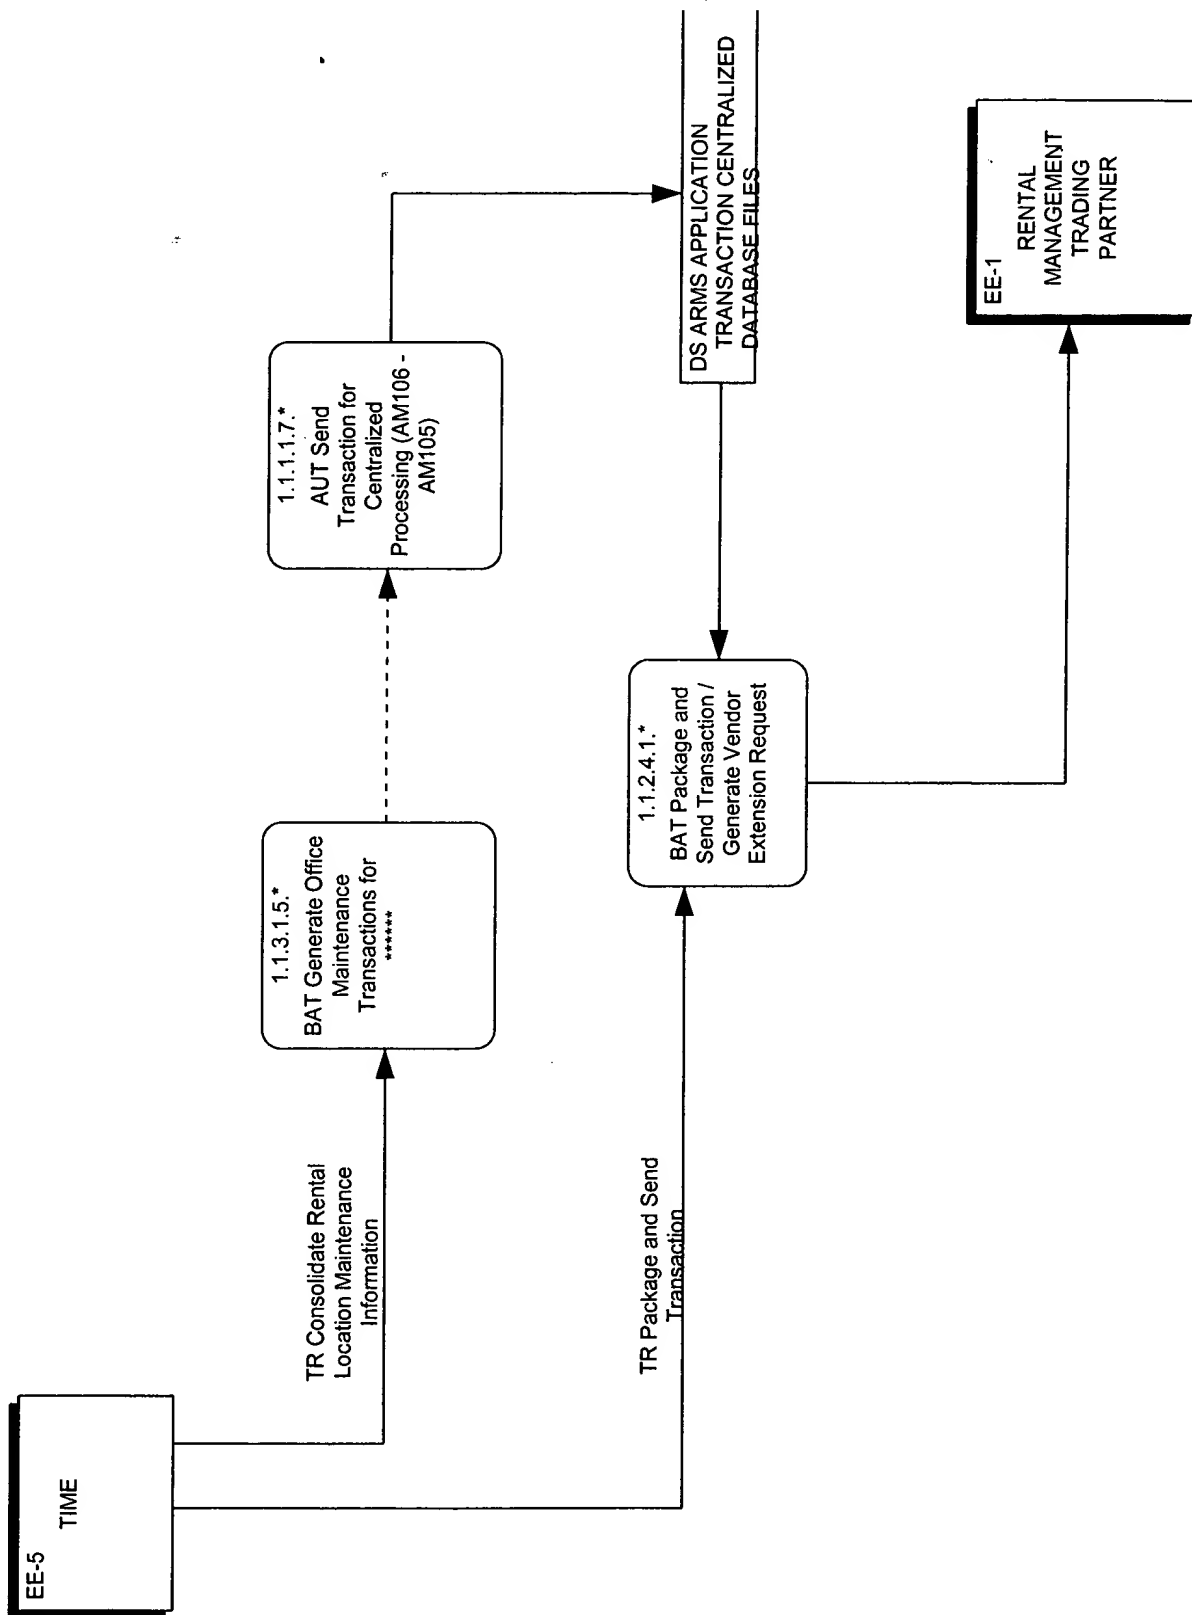 EE-5
TIME
TR Consolidate Rental
Location Maintenance
Information
1.1.3.1.5.*
BAT Generate Office
Maintenance
Transactions for
******
1.1.1.1.7.*
AUT Send
Transaction for
Centralized
Processing (AM106 -
AM105)
TR Package and Send
Transaction
1.1.2.4.1.*
BAT Package and
Send Transaction /
Generate Vendor
Extension Request
DS ARMS APPLICATION
TRANSACTION CENTRALIZED
DATABASE FILES
EE-1
RENTAL
MANAGEMENT
TRADING
PARTNER